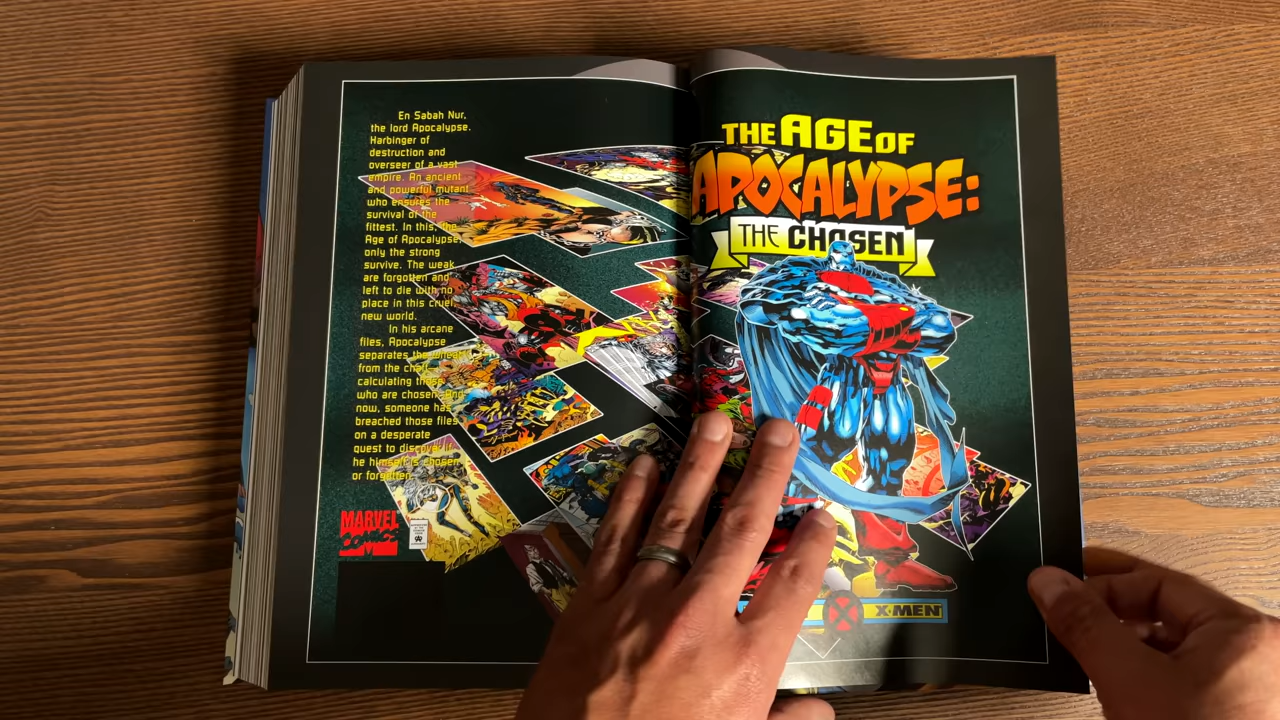 En Sabah Nur,
the lord Apocalypse.
Harbinger of
destruction and
overseer of a vast
empire. An ancient
and powerful mutant
who ensures the
survival of the
fittest. In this, the
Age of Apocalypse,
only the strong
survive. The weak
are forgotten and
left to die with no
place in this cruel,
new world.
In his arcane
files, Apocalypse
separates the wheat
from the chaff,
calculating those
who are chosen. And
now, someone has
breached those files
on a desperate
quest to discover if
he himself is chosen
or forgotten.
MARVEL
COMICS
THE AGE OF
APOCALYPSE:
THE CHOSEN
X-MEN